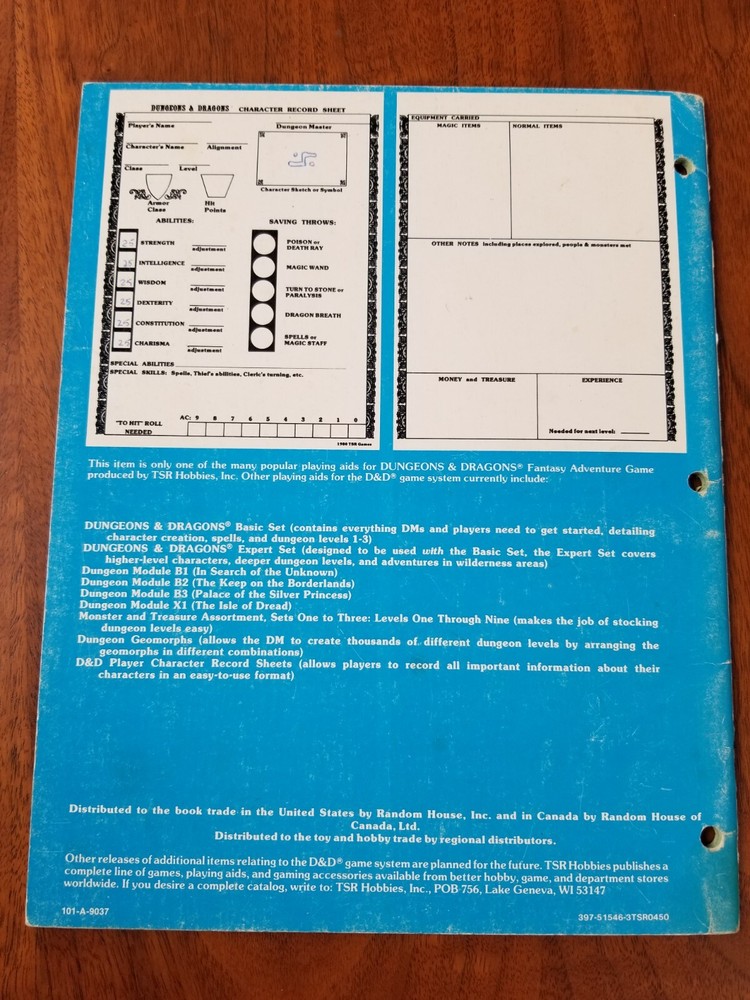 DUNGEONS & DRAGONS CHARACTER RECORD SHEET
Player's Name
Dungeon Master
Character's Name Alignment
Class Level
Character Sketch or Symbol
Armor Class
Hit Points
ABILITIES:
25 STRENGTH adjustment
25 INTELLIGENCE adjustment
25 WISDOM adjustment
25 DEXTERITY adjustment
25 CONSTITUTION adjustment
25 CHARISMA adjustment
SAVING THROWS:
POISON or
DEATH RAY
MAGIC WAND
TURN TO STONE or
PARALYSIS
DRAGON BREATH
SPELLS or
MAGIC STAFF
SPECIAL ABILITIES
SPECIAL SKILLS: Spells, Thief's abilities, Cleric's turning, etc.
"TO HIT" ROLL
NEEDED
AC: 9 8 7 6 5 4 3 2 1 0
1980 TSR Games
EQUIPMENT CARRIED
MAGIC ITEMS
NORMAL ITEMS
OTHER NOTES including places explored, people & monsters met
MONEY and TREASURE
EXPERIENCE
Needed for next level:
This item is only one of the many popular playing aids for DUNGEONS & DRAGONS® Fantasy Adventure Game
produced by TSR Hobbies, Inc. Other playing aids for the D&D® game system currently include:
DUNGEONS & DRAGONS® Basic Set (contains everything DMs and players need to get started, detailing
character creation, spells, and dungeon levels 1-3)
DUNGEONS & DRAGONS® Expert Set (designed to be used with the Basic Set, the Expert Set covers
higher-level characters, deeper dungeon levels, and adventures in wilderness areas)
Dungeon Module B1 (In Search of the Unknown)
Dungeon Module B2 (The Keep on the Borderlands)
Dungeon Module B3 (Palace of the Silver Princess)
Dungeon Module X1 (The Isle of Dread)
Monster and Treasure Assortment, Sets One to Three: Levels One Through Nine (makes the job of stocking
dungeon levels easy)
Dungeon Geomorphs (allows the DM to create thousands of different dungeon levels by arranging the
geomorphs in different combinations)
D&D Player Character Record Sheets (allows players to record all important information about their
characters in an easy-to-use format)
Distributed to the book trade in the United States by Random House, Inc. and in Canada by Random House of
Canada, Ltd.
Distributed to the toy and hobby trade by regional distributors.
Other releases of additional items relating to the D&D® game system are planned for the future. TSR Hobbies publishes a
complete line of games, playing aids, and gaming accessories available from better hobby, game, and department stores
worldwide. If you desire a complete catalog, write to: TSR Hobbies, Inc., POB 756, Lake Geneva, WI 53147
101-A-9037
397-51546-3TSR0450